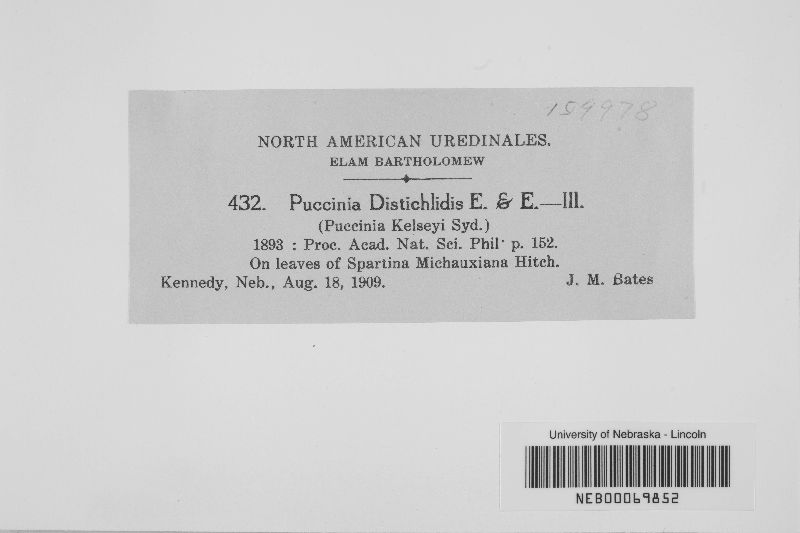 159978
NORTH AMERICAN UREDINALES.
ELAM BARTHOLOMEW
432. Puccinia Distichlidis E. & E.—III.
(Puccinia Kelseyi Syd.)
1893 : Proc. Acad. Nat. Sci. Phil· p. 152.
On leaves of Spartina Michauxiana Hitch.
Kennedy, Neb., Aug. 18, 1909. J. M. Bates
University of Nebraska - Lincoln
NEB00069852